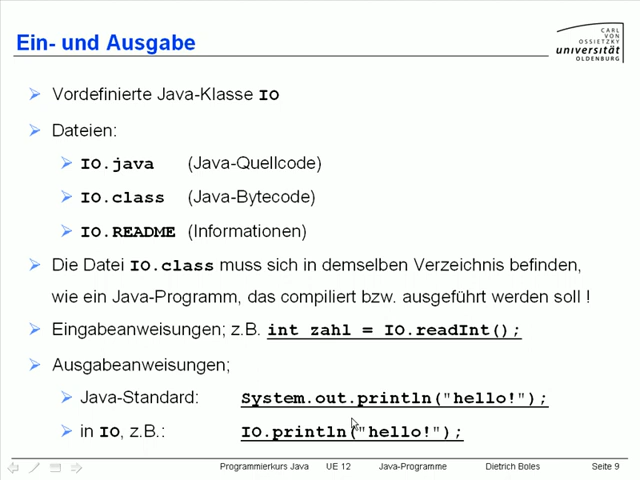 Ein- und Ausgabe
CARL
VON
OSSIETZKY
universität
OLDENBURG
Vordefinierte Java-Klasse IO
Dateien:
IO.java (Java-Quellcode)
IO.class (Java-Bytecode)
IO.README (Informationen)
Die Datei IO.class muss sich in demselben Verzeichnis befinden,
wie ein Java-Programm, das compiliert bzw. ausgeführt werden soll !
Eingabeanweisungen; z.B. int zahl = IO.readInt();
Ausgabeanweisungen;
Java-Standard: System.out.println("hello!");
in IO, z.B.: IO.println("hello!");
Programmierkurs Java UE 12 Java-Programme Dietrich Boles Seite 9